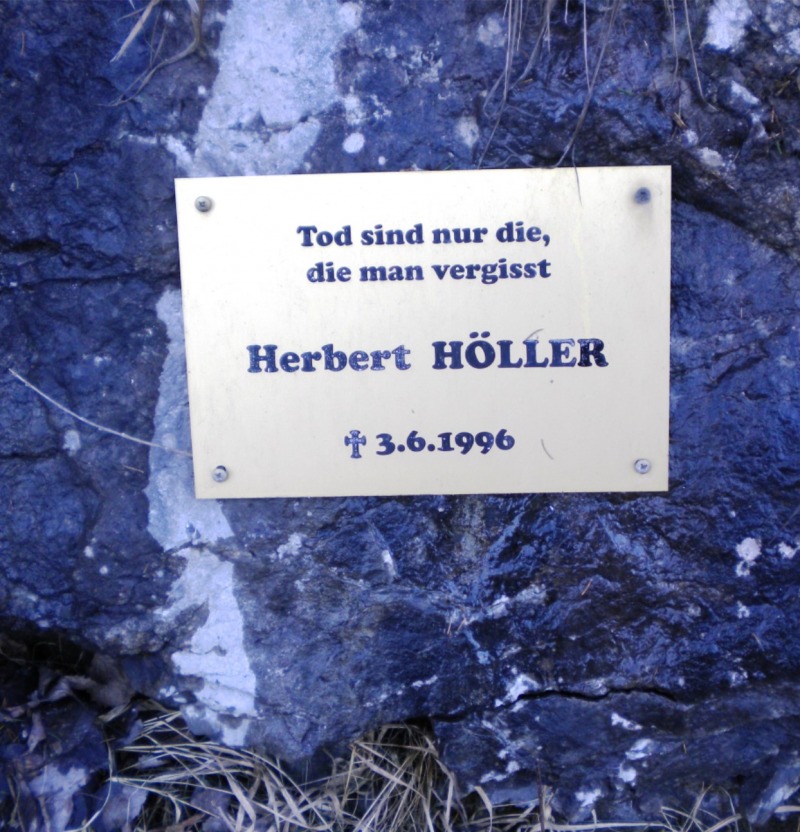 Tod sind nur die,
die man vergisst
Herbert HÖLLER
✝ 3.6.1996